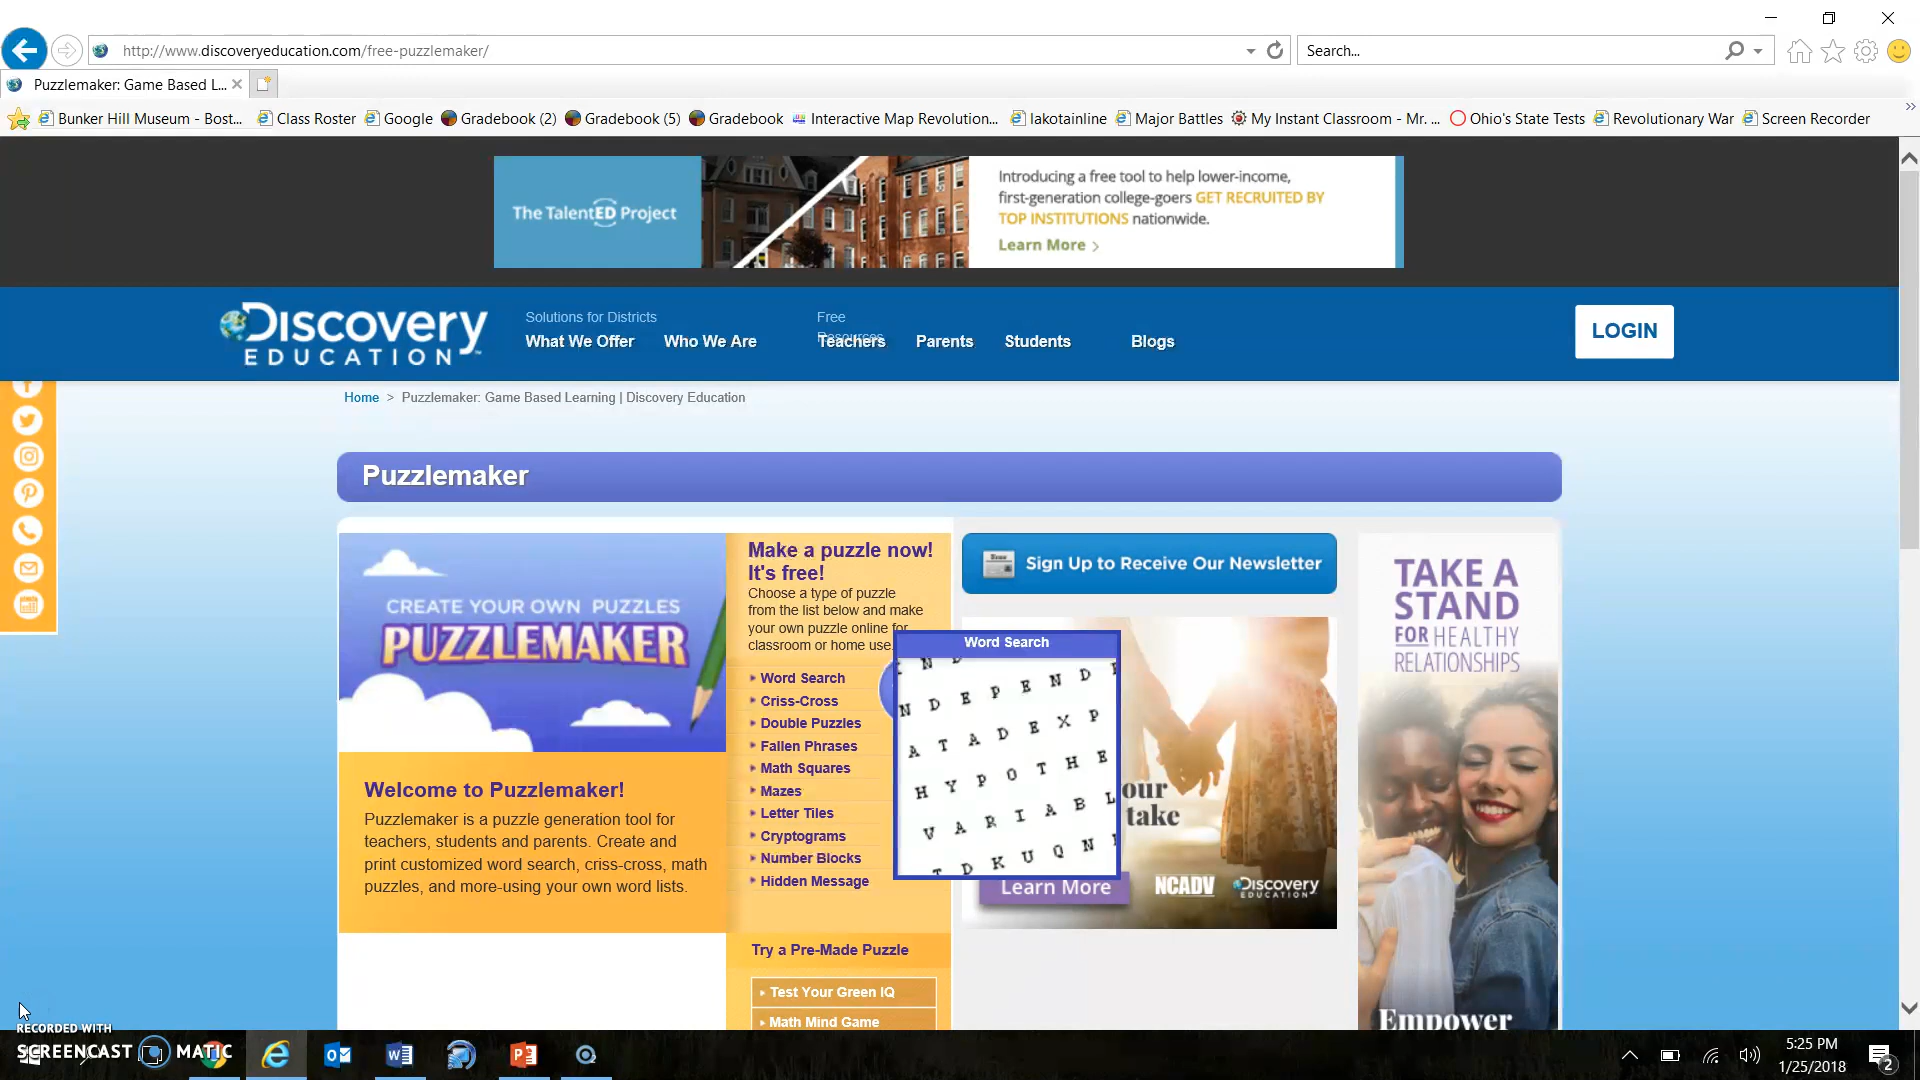 http://www.discoveryeducation.com/free-puzzlemaker/
Search...
Puzzlemaker: Game Based L...
Bunker Hill Museum - Bost...
Class Roster
Google
Gradebook (2)
Gradebook (5)
Gradebook
Interactive Map Revolution...
lakotainline
Major Battles
My Instant Classroom - Mr. ...
Ohio's State Tests
Revolutionary War
Screen Recorder
The TalentED Project
Introducing a free tool to help lower-income,
first-generation college-goers GET RECRUITED BY
TOP INSTITUTIONS nationwide.
Learn More >
Discovery
EDUCATION
Solutions for Districts
What We Offer
Who We Are
Free
Resources
Teachers
Parents
Students
Blogs
LOGIN
Home > Puzzlemaker: Game Based Learning | Discovery Education
Puzzlemaker
CREATE YOUR OWN PUZZLES
PUZZLEMAKER
Welcome to Puzzlemaker!
Puzzlemaker is a puzzle generation tool for
teachers, students and parents. Create and
print customized word search, criss-cross, math
puzzles, and more-using your own word lists.
Make a puzzle now!
It's free!
Choose a type of puzzle
from the list below and make
your own puzzle online for
classroom or home use.
Word Search
Criss-Cross
Double Puzzles
Fallen Phrases
Math Squares
Mazes
Letter Tiles
Cryptograms
Number Blocks
Hidden Message
Try a Pre-Made Puzzle
Test Your Green IQ
Math Mind Game
Word Search
N D E P E N D
A T A D E X P
H Y P O T H E
V A R I A B L
T D K U Q N
Sign Up to Receive Our Newsletter
our
take
Learn More
NCADV
Discovery
EDUCATION
TAKE A
STAND
FOR HEALTHY
RELATIONSHIPS
Empower
RECORDED WITH
SCREENCAST MATIC
5:25 PM
1/25/2018
2